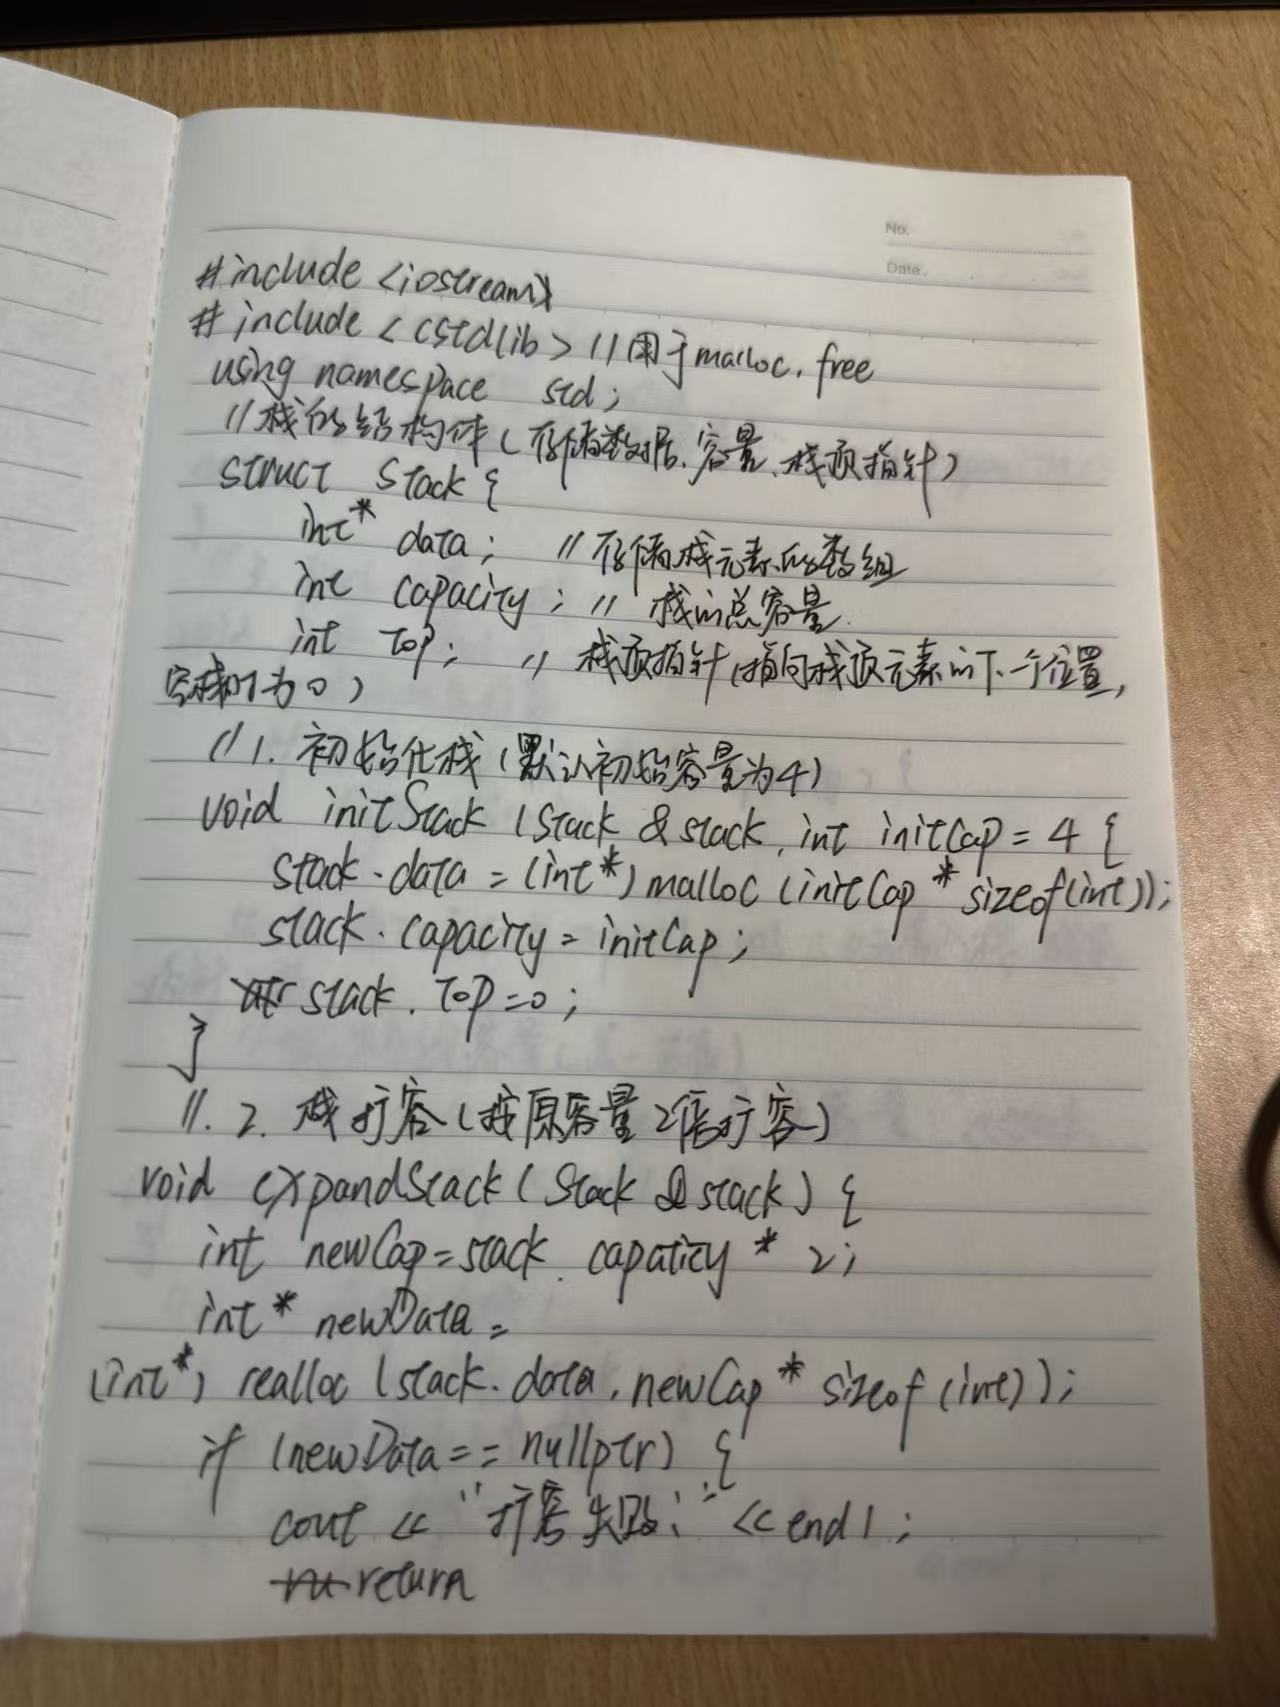 No.
Date.
#include <iostream>
#include <cstdlib> //用于malloc、free
using namespace std;
//栈的结构体(存储数据、容量、栈顶指针)
struct Stack {
int* data; //存储栈元素的数组
int capacity; // 栈的总容量
int top; // 栈顶指针(指向栈顶元素的下一个位置,
空栈时为0)
//1. 初始化栈(默认初始容量为4)
void initStack (Stack & stack, int initCap = 4 {
stack.data = (int*) malloc (initCap * sizeof(int));
stack.capacity = initCap;
stack.top = 0;
}
//.2. 栈扩容(按原容量2倍扩容)
void expandStack (Stack & stack) {
int newCap = stack.capaticy * 2;
int* newData =
(int*) realloc (stack.data, newCap * sizeof (int));
if (newData == nullptr) {
cout << "扩容失败!" << endl;
return